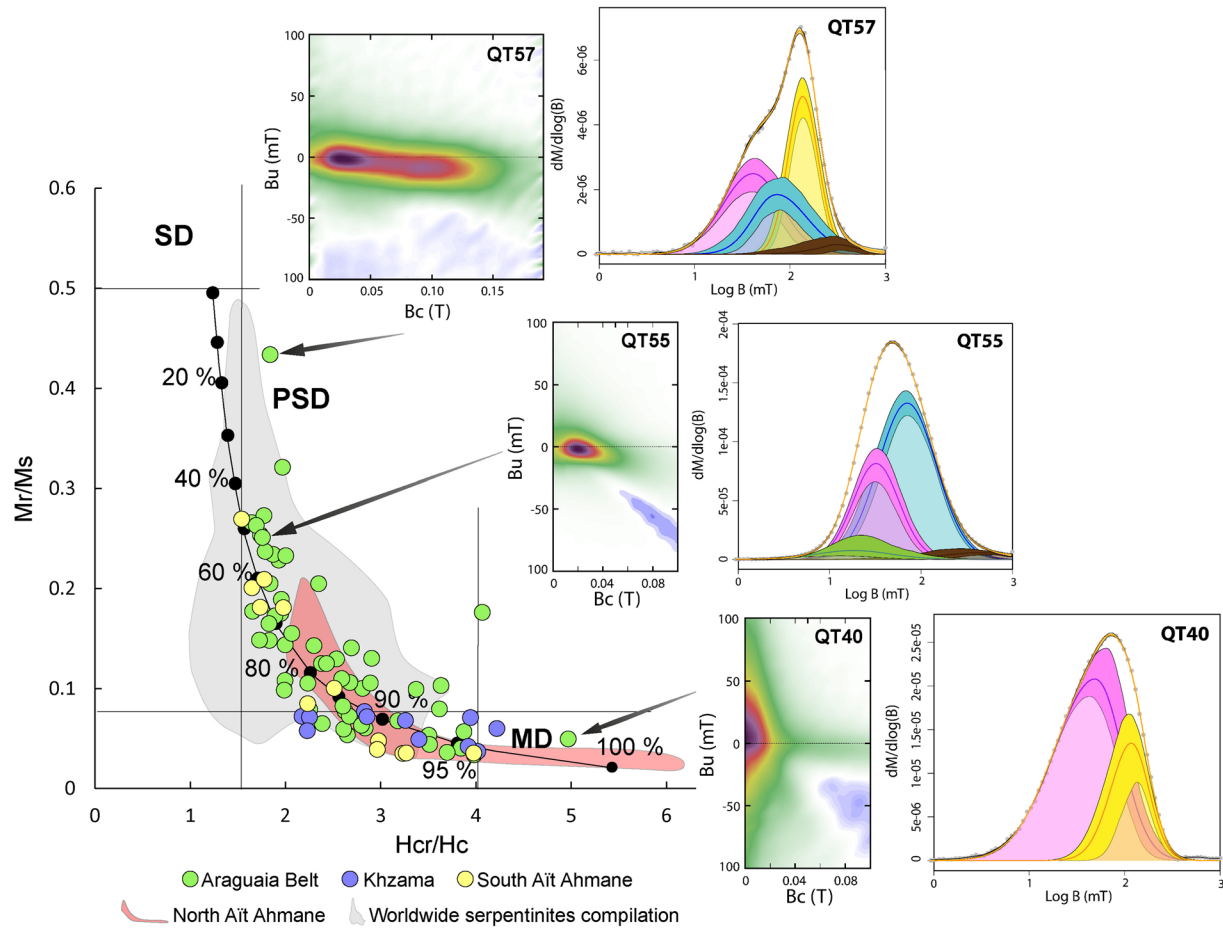 QT57
100
50
0
-50
100
Bu (mT)
0
0.05
0.10
0.15
Bc (T)
QT57
6e-06
4e-06
2e-06
0
dM/dlog(B)
0
1
2
3
Log B (mT)
QT55
100
50
0
-50
100
Bu (mT)
0
0.04
0.08
Bc (T)
QT55
2e-04
1.5e-04
1e-04
5e-05
0
dM/dlog(B)
0
1
2
3
Log B (mT)
QT40
100
50
0
-50
100
Bu (mT)
0
0.04
0.08
Bc (T)
QT40
2.5e-05
2e-05
1.5e-05
1e-05
5e-06
0
dM/dlog(B)
0
1
2
3
Log B (mT)
SD
PSD
MD
20 %
40 %
60 %
80 %
90 %
95 %
100 %
0.6
0.5
0.4
0.3
0.2
0.1
0
Mr/Ms
0
1
2
3
4
5
6
Hcr/Hc
Araguaia Belt
Khzama
South Aït Ahmane
North Aït Ahmane
Worldwide serpentinites compilation